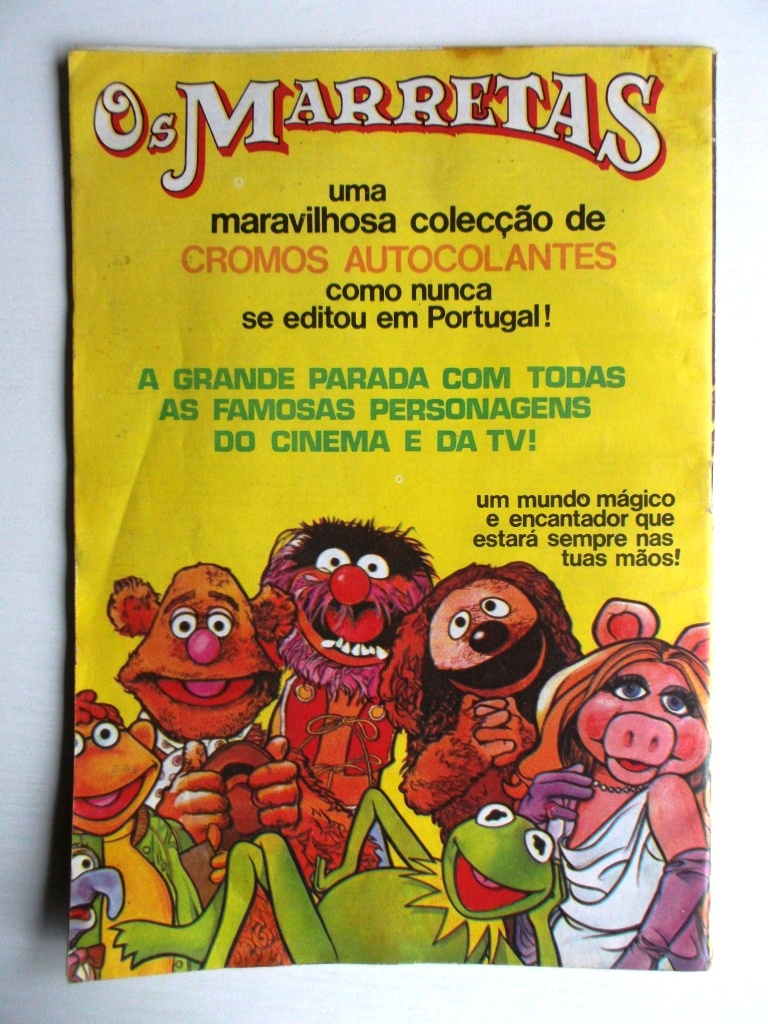 Os MARRETAS
uma
maravilhosa colecção de
CROMOS AUTOCOLANTES
como nunca
se editou em Portugal!
A GRANDE PARADA COM TODAS
AS FAMOSAS PERSONAGENS
DO CINEMA E DA TV!
um mundo mágico
e encantador que
estará sempre nas
tuas mãos!